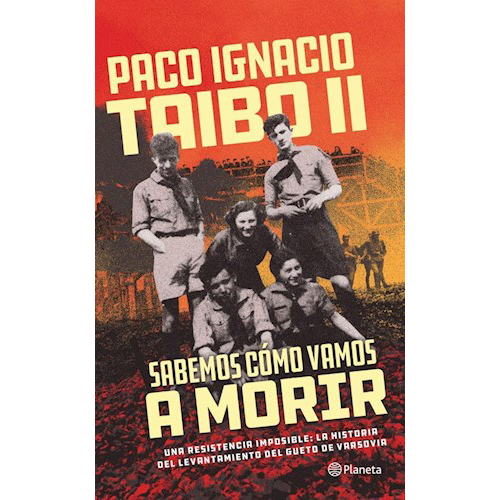 PACO IGNACIO
TAIBO II
SABEMOS CÓMO VAMOS
A MORIR
UNA RESISTENCIA IMPOSIBLE: LA HISTORIA
DEL LEVANTAMIENTO DEL GUETO DE VARSOVIA
Planeta